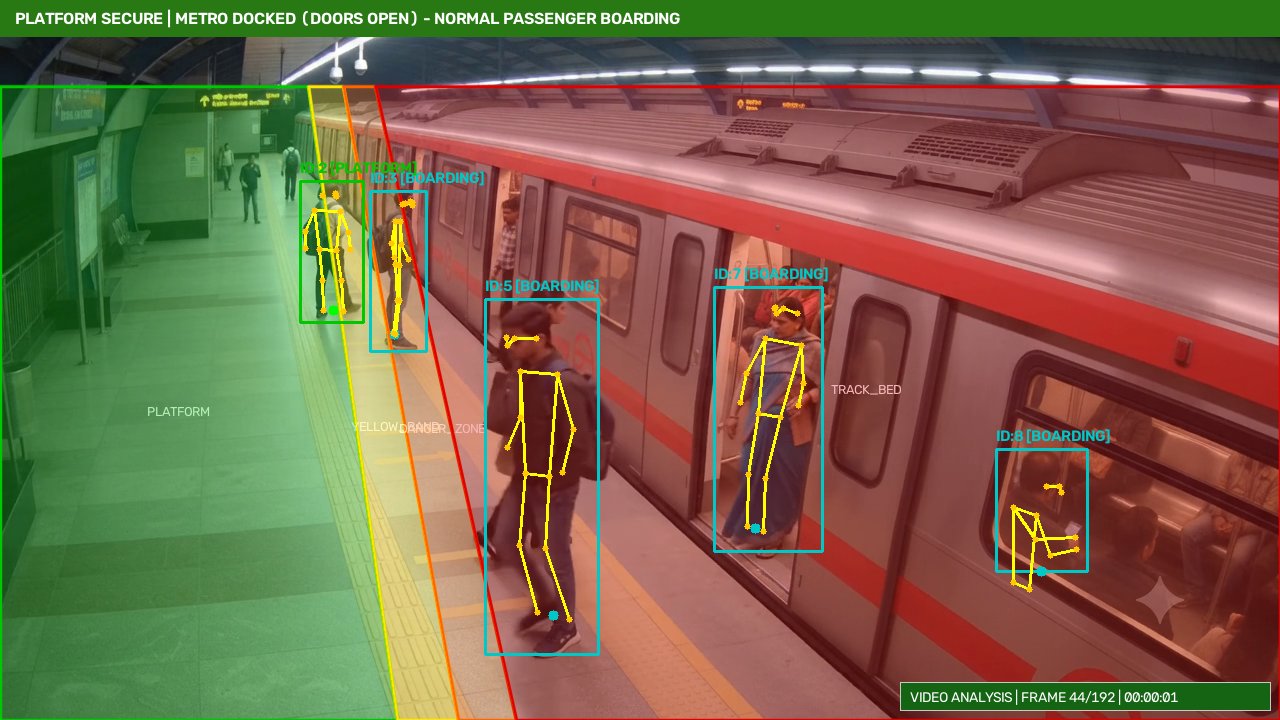 PLATFORM SECURE | METRO DOCKED (DOORS OPEN) - NORMAL PASSENGER BOARDING
ID:2 [PLATFORM]
ID:3 [BOARDING]
ID:5 [BOARDING]
ID:7 [BOARDING]
TRACK_BED
PLATFORM
YELLOW_BAND
DANGER_ZONE
ID:8 [BOARDING]
VIDEO ANALYSIS | FRAME 44/192 | 00:00:01